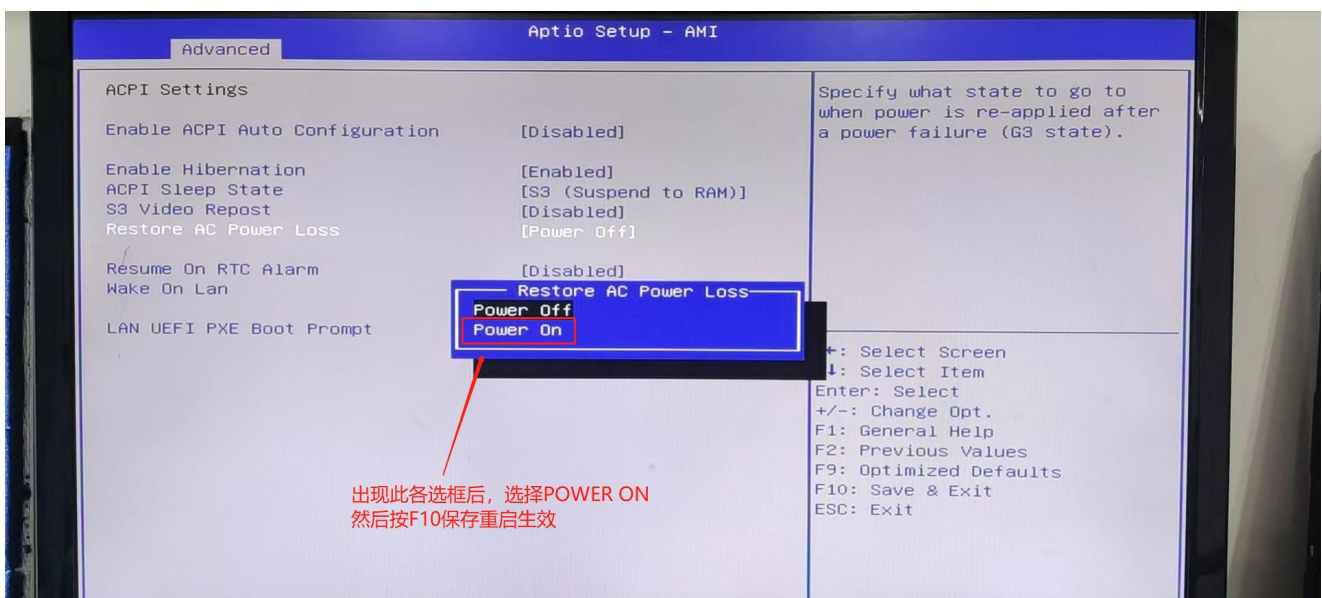 Aptio Setup - AMI
Advanced
ACPI Settings
Enable ACPI Auto Configuration [Disabled]
Enable Hibernation [Enabled]
ACPI Sleep State [S3 (Suspend to RAM)]
S3 Video Repost [Disabled]
Restore AC Power Loss [Power Off]
Resume On RTC Alarm [Disabled]
Wake On Lan
LAN UEFI PXE Boot Prompt
Restore AC Power Loss
Power Off
Power On
Specify what state to go to
when power is re-applied after
a power failure (G3 state).
←: Select Screen
↓: Select Item
Enter: Select
+/-: Change Opt.
F1: General Help
F2: Previous Values
F9: Optimized Defaults
F10: Save & Exit
ESC: Exit
出现此各选框后，选择POWER ON
然后按F10保存重启生效